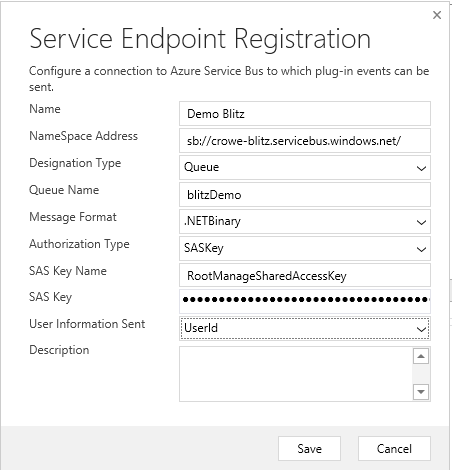 Service Endpoint Registration
Configure a connection to Azure Service Bus to which plug-in events can be
sent.
Name
Demo Blitz
NameSpace Address
sb://crowe-blitz.servicebus.windows.net/
Designation Type
Queue
Queue Name
blitzDemo
Message Format
.NETBinary
Authorization Type
SASKey
SAS Key Name
RootManageSharedAccessKey
SAS Key
User Information Sent
UserId
Description
Save
Cancel